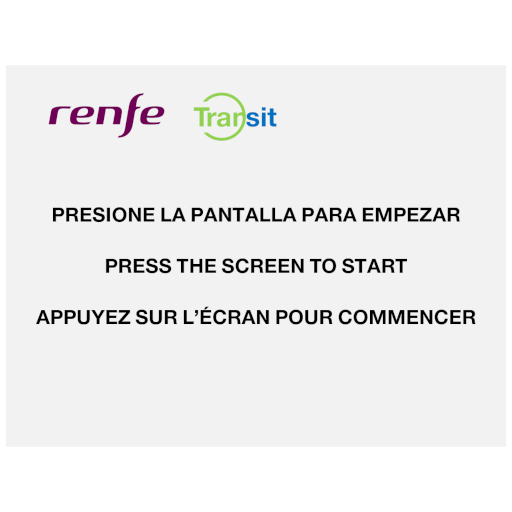 renfe Transit
PRESIONE LA PANTALLA PARA EMPEZAR
PRESS THE SCREEN TO START
APPUYEZ SUR L’ÉCRAN POUR COMMENCER